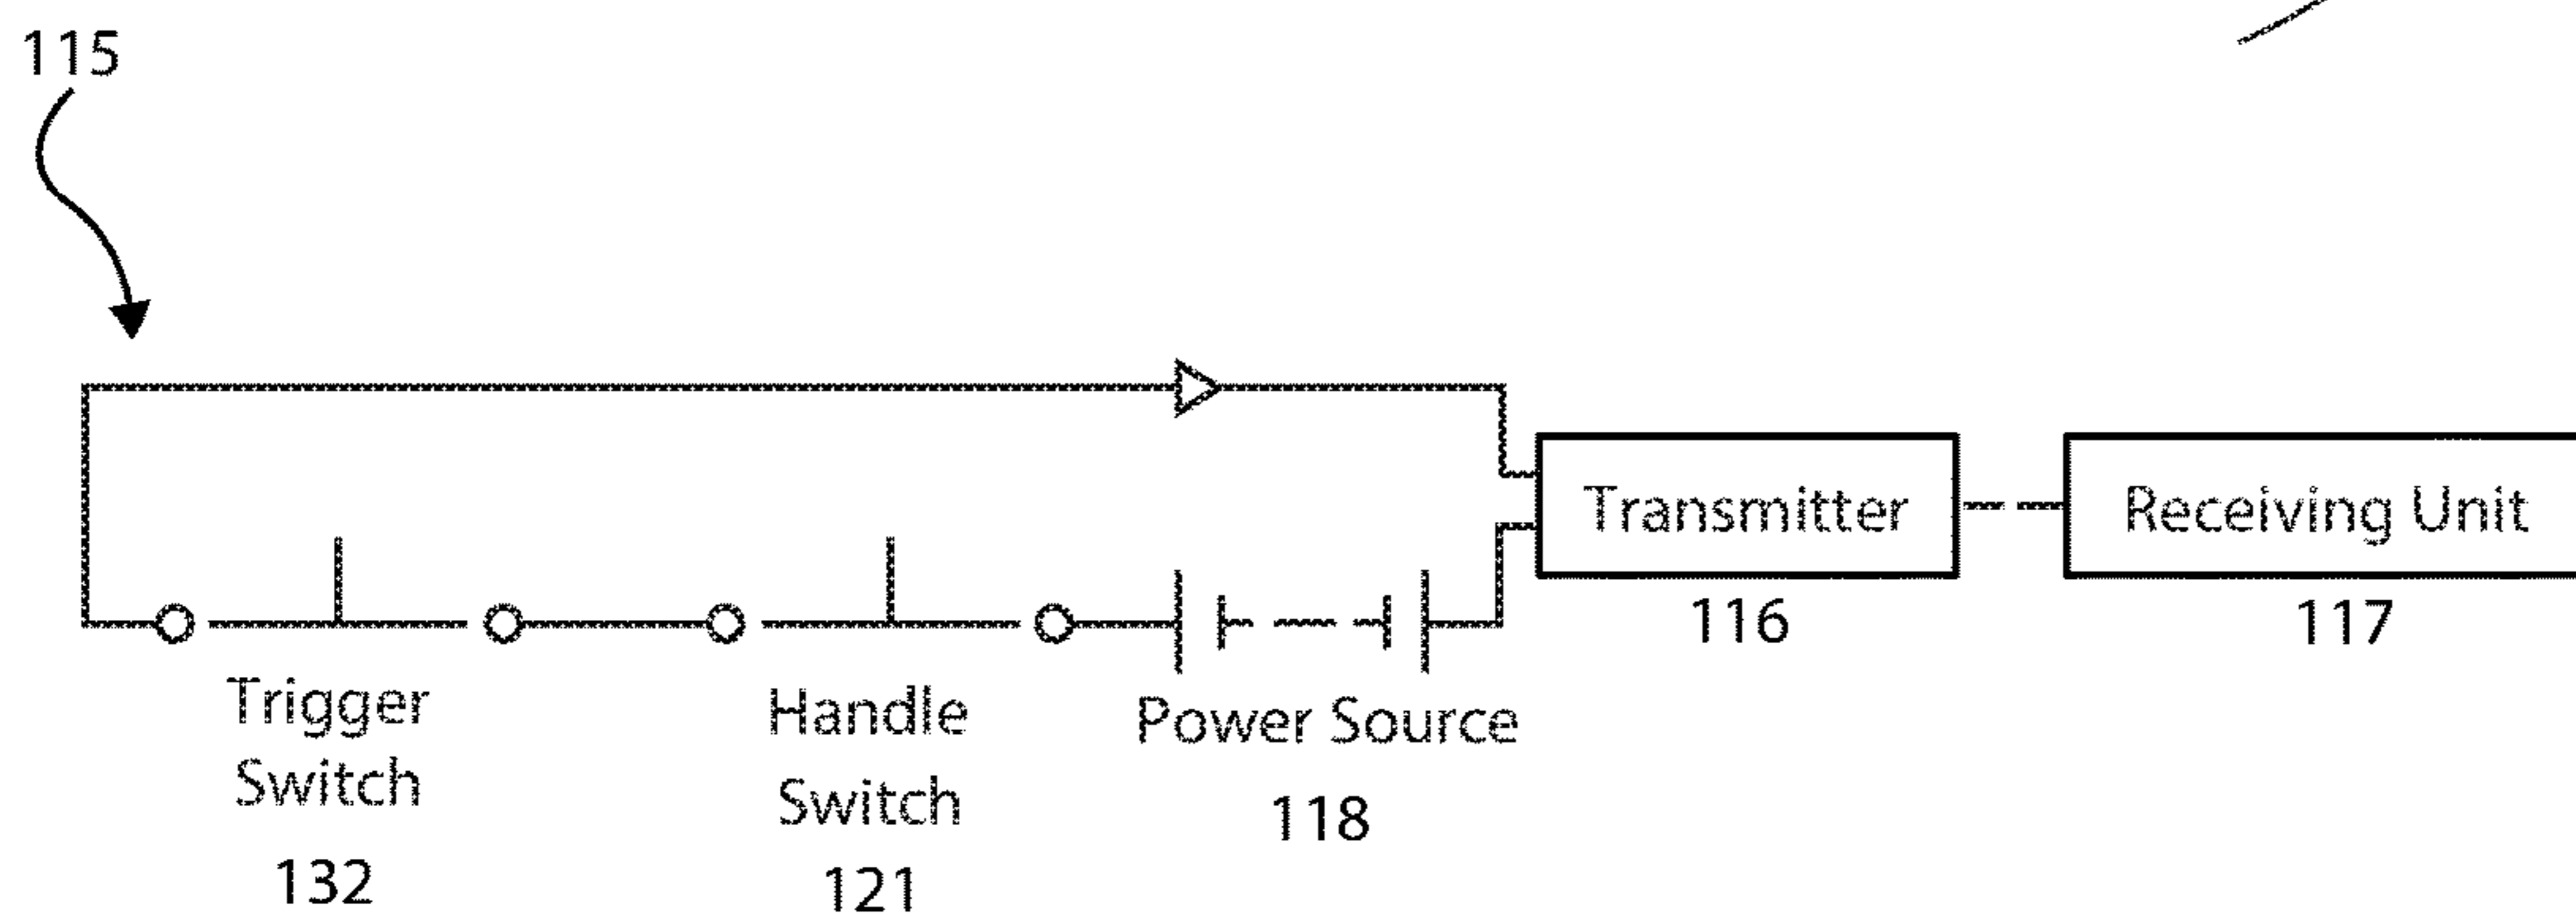 115
Transmitter
Receiving Unit
116
117
Trigger
Switch
132
Handle
Switch
121
Power Source
118